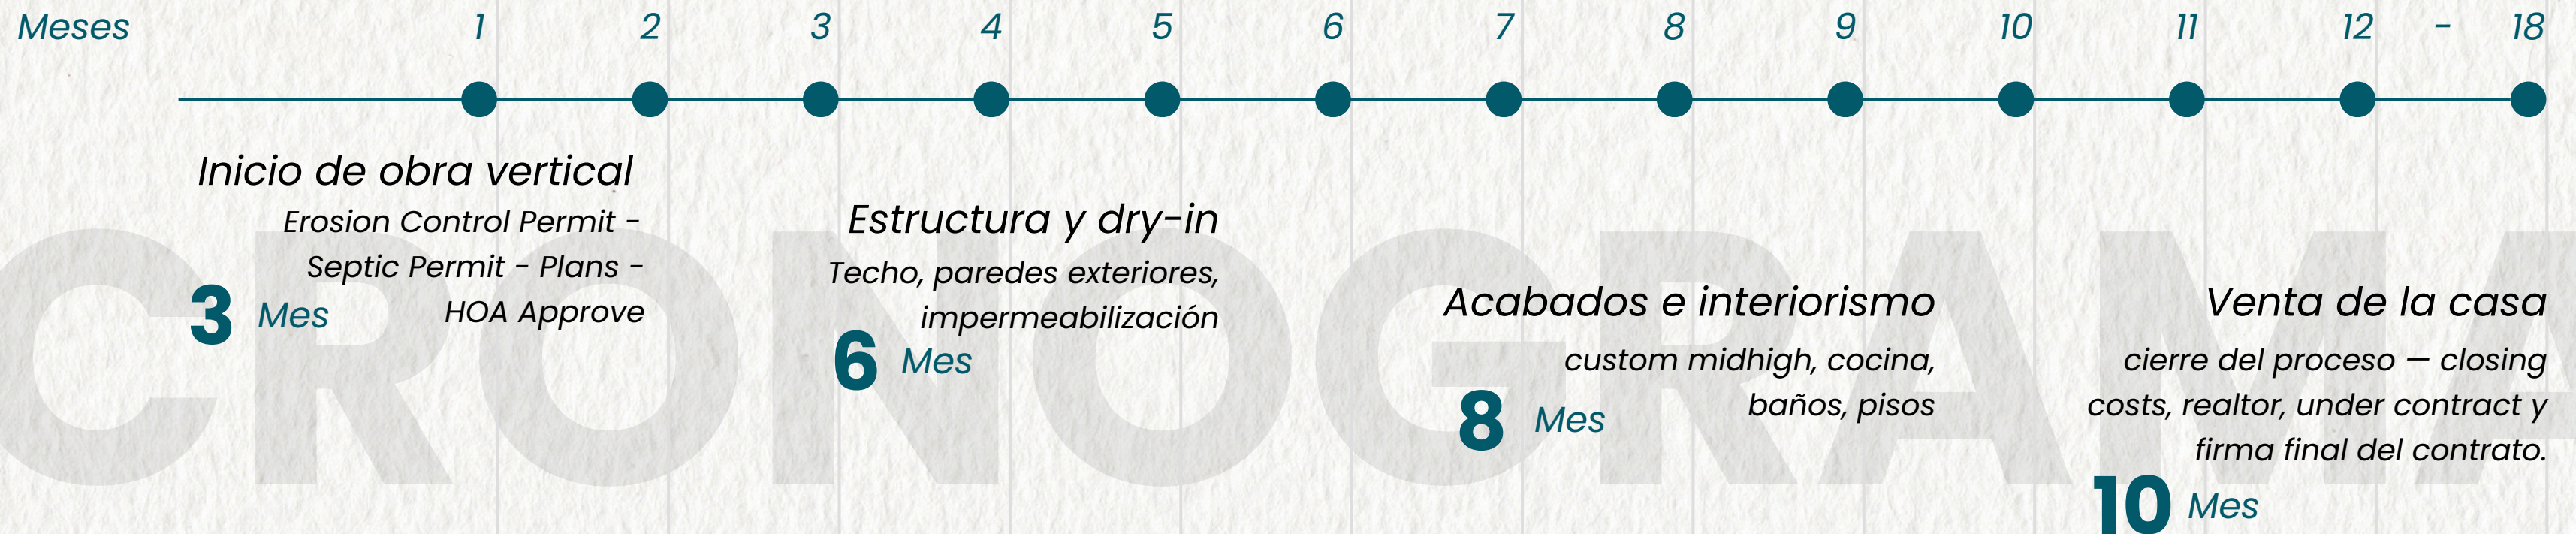 Meses 1 2 3 4 5 6 7 8 9 10 11 12 - 18
Inicio de obra vertical
Erosion Control Permit -
Septic Permit - Plans -
HOA Approve
3 Mes
Estructura y dry-in
Techo, paredes exteriores,
impermeabilización
6 Mes
Acabados e interiorismo
custom midhigh, cocina,
baños, pisos
8 Mes
Venta de la casa
cierre del proceso — closing
costs, realtor, under contract y
firma final del contrato.
10 Mes
CRONOGRAMA